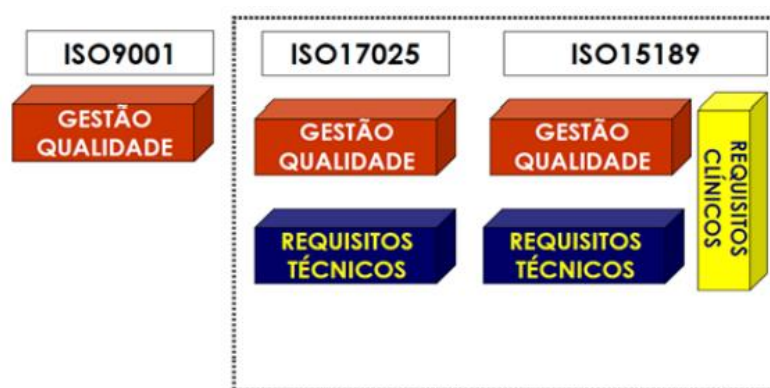 ISO9001
ISO17025
ISO15189
GESTÃO
QUALIDADE
GESTÃO
QUALIDADE
GESTÃO
QUALIDADE
REQUISITOS
CLÍNICOS
REQUISITOS
TÉCNICOS
REQUISITOS
TÉCNICOS